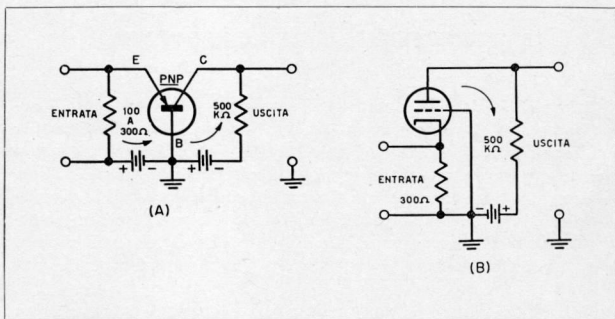 E
C
PNP
ENTRATA
100
A
300Ω
500
KΩ
USCITA
B
+ -
+ -
(A)
500
KΩ
USCITA
ENTRATA
300Ω
- +
(B)